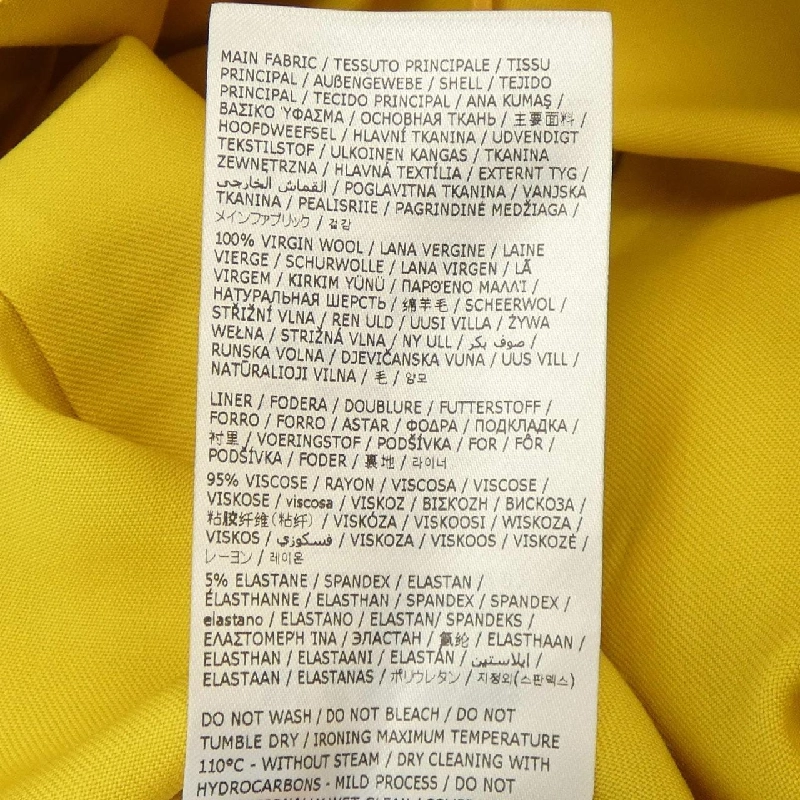 MAIN FABRIC / TESSUTO PRINCIPALE / TISSU
PRINCIPAL / AUßENGEWEBE / SHELL / TEJIDO
PRINCIPAL / TECIDO PRINCIPAL / ANA KUMAŞ /
ΒΑΣΙΚΌ ΎΦΑΣΜΑ / ОСНОВНАЯ ТКАНЬ / 主要面料 /
HOOFDWEEFSEL / HLAVNÍ TKANINA / UDVENDIGT
TEKSTILSTOF / ULKOINEN KANGAS / TKANINA
ZEWNĘTRZNA / HLAVNÁ TEXTÍLIA / EXTERNT TYG /
القماش الخارجي / POGLAVITNA TKANINA / VANJSKA
TKANINA / PEALISRIIE / PAGRINDINĖ MEDŽIAGA /
メインファブリック / 겉감
100% VIRGIN WOOL / LANA VERGINE / LAINE
VIERGE / SCHURWOLLE / LANA VIRGEN / LÃ
VIRGEM / KIRKIM YÜNÜ / ΠΑΡΘΈΝΟ ΜΑΛΛΊ /
НАТУРАЛЬНАЯ ШЕРСТЬ / 绵羊毛 / SCHEERWOL /
STŘIŽNÍ VLNA / REN ULD / UUSI VILLA / ŻYWA
WEŁNA / STRIŽNÁ VLNA / NY ULL / صوف بكر /
RUNSKA VOLNA / DJEVIČANSKA VUNA / UUS VILL /
NATŪRALIOJI VILNA / 毛 / 양모
LINER / FODERA / DOUBLURE / FUTTERSTOFF /
FORRO / FORRO / ASTAR / ΦΟΔΡΑ / ПОДКЛАДКА /
衬里 / VOERINGSTOF / PODŠÍVKA / FOR / FÔR /
PODŠÍVKA / FODER / 裏地 / 라이너
95% VISCOSE / RAYON / VISCOSA / VISCOSE /
VISKOSE / viscosa / VISKOZ / ΒΙΣΚΌΖΗ / ВИСКОЗА /
粘胶纤维(粘纤) / VISKÓZA / VISKOOSI / WISKOZA /
VISKOS / فسكوزي / VISKOZA / VISKOOS / VISKOZĖ /
レーヨン / 레이온
5% ELASTANE / SPANDEX / ELASTAN /
ÉLASTHANNE / ELASTHAN / SPANDEX / SPANDEX /
elastano / ELASTANO / ELASTAN/ SPANDEKS /
ΕΛΑΣΤΟΜΕΡΗ ΊΝΑ / ЭЛАСТАН / 氨纶 / ELASTHAAN /
ELASTHAN / ELASTAANI / ELASTÁN / ايلاستين /
ELASTAAN / ELASTANAS / ポリウレタン / 지정외(스판덱스)
DO NOT WASH / DO NOT BLEACH / DO NOT
TUMBLE DRY / IRONING MAXIMUM TEMPERATURE
110°C - WITHOUT STEAM / DRY CLEANING WITH
HYDROCARBONS - MILD PROCESS / DO NOT